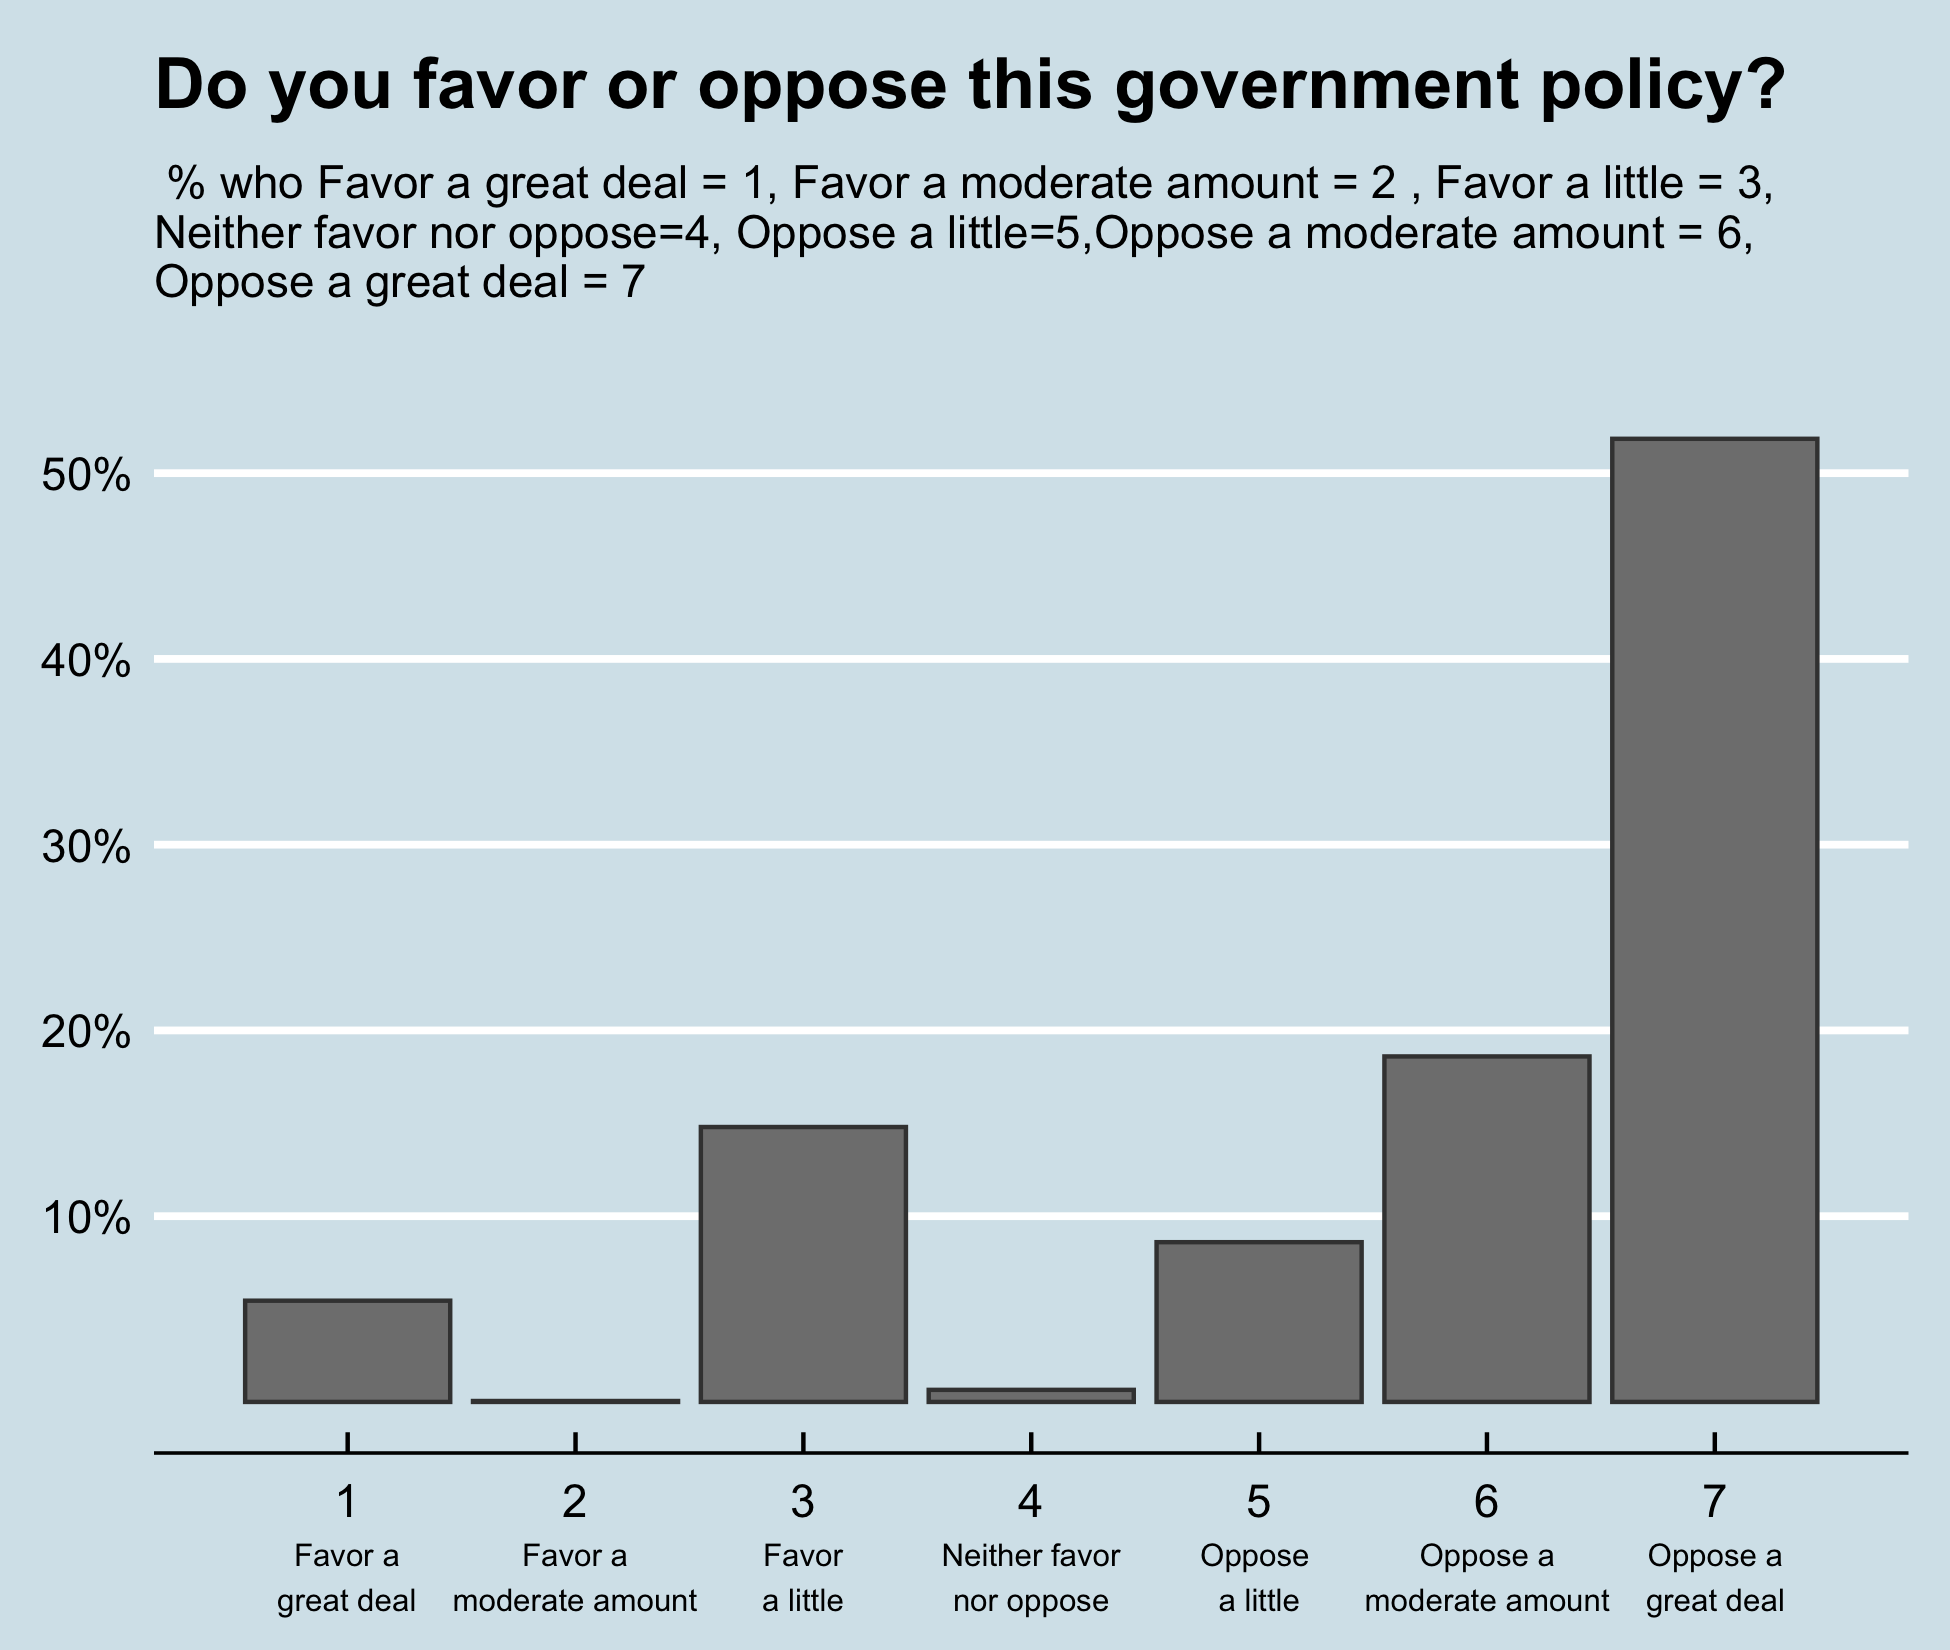 Do you favor or oppose this government policy?
% who Favor a great deal = 1, Favor a moderate amount = 2 , Favor a little = 3,
Neither favor nor oppose=4, Oppose a little=5,Oppose a moderate amount = 6,
Oppose a great deal = 7
50%
40%
30%
20%
10%
1 2 3 4 5 6 7
Favor a Favor a Favor Neither favor Oppose Oppose a Oppose a
great deal moderate amount a little nor oppose a little moderate amount great deal